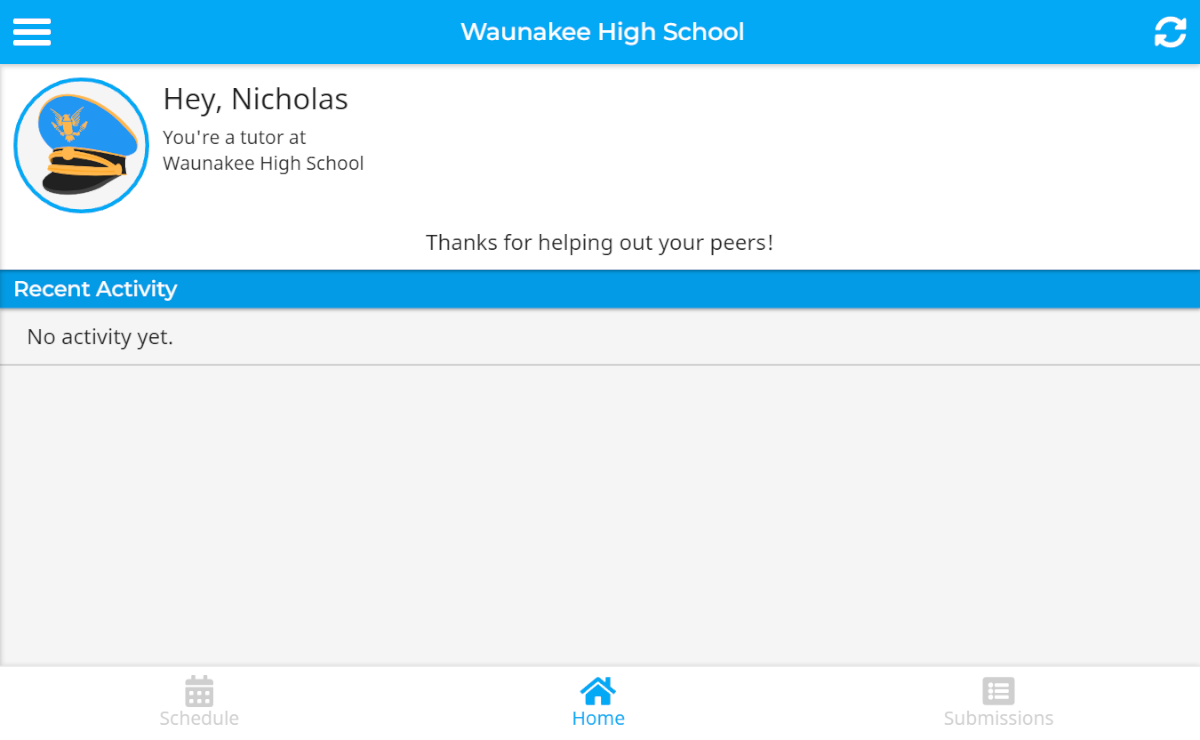 Waunakee High School
Hey, Nicholas
You're a tutor at
Waunakee High School
Thanks for helping out your peers!
Recent Activity
No activity yet.
Schedule
Home
Submissions